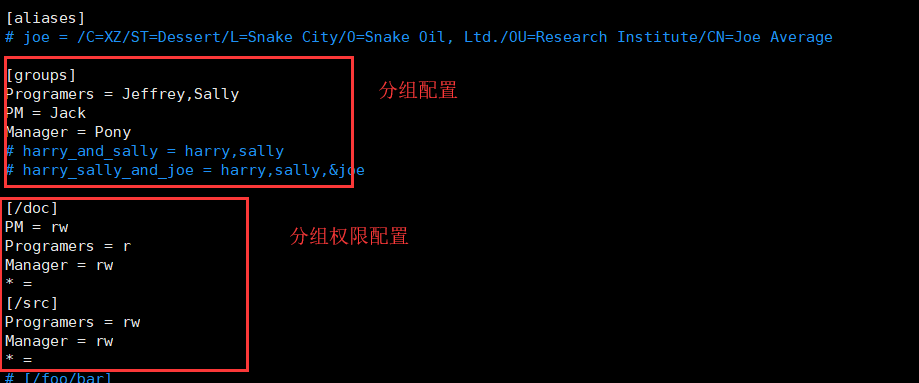 [aliases]
# joe = /C=XZ/ST=Dessert/L=Snake City/O=Snake Oil, Ltd./OU=Research Institute/CN=Joe Average
[groups]
Programers = Jeffrey,Sally
分组配置
PM = Jack
Manager = Pony
# harry_and_sally = harry,sally
# harry_sally_and_joe = harry,sally,&joe
[/doc]
PM = rw
分组权限配置
Programers = r
Manager = rw
* =
[/src]
Programers = rw
Manager = rw
* =
# [/foo/bar]